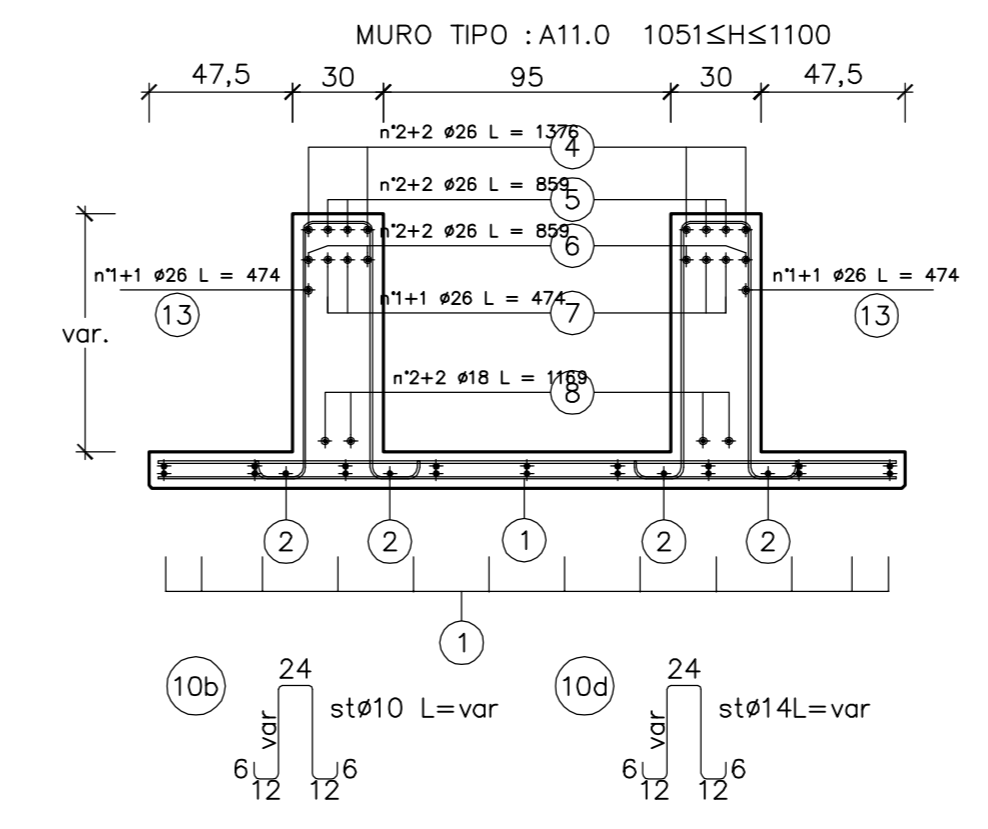 MURO TIPO : A11.0 1051≤H≤1100
47,5 30 95 30 47,5
n°2+2 ø26 L = 1376 4
n°2+2 ø26 L = 859 5
n°2+2 ø26 L = 859 6
n°1+1 ø26 L = 474
n°1+1 ø26 L = 474
n°1+1 ø26 L = 474 7
13
13
var.
n°2+2 ø18 L = 1169 8
2 2 1 2 2
1
10b
24
var
stø10 L=var
6 6
12 12
10d
24
var
stø14L=var
6 6
12 12